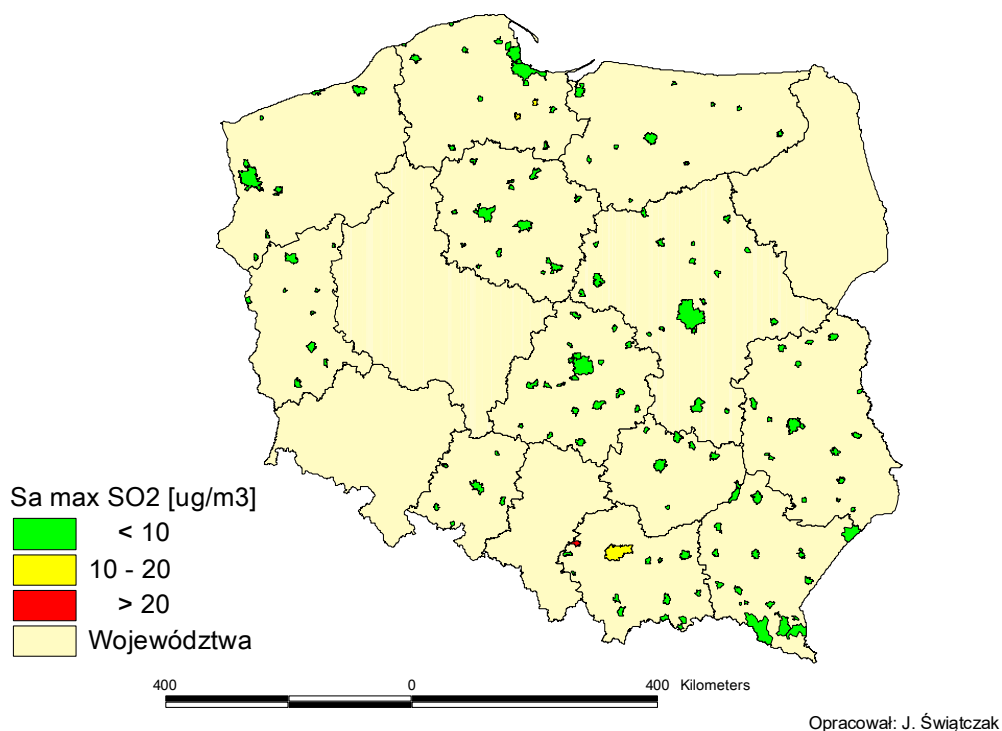 Sa max SO2 [ug/m3]
< 10
10 - 20
> 20
Województwa
400 0 400 Kilometers
Opracował: J. Świątczak